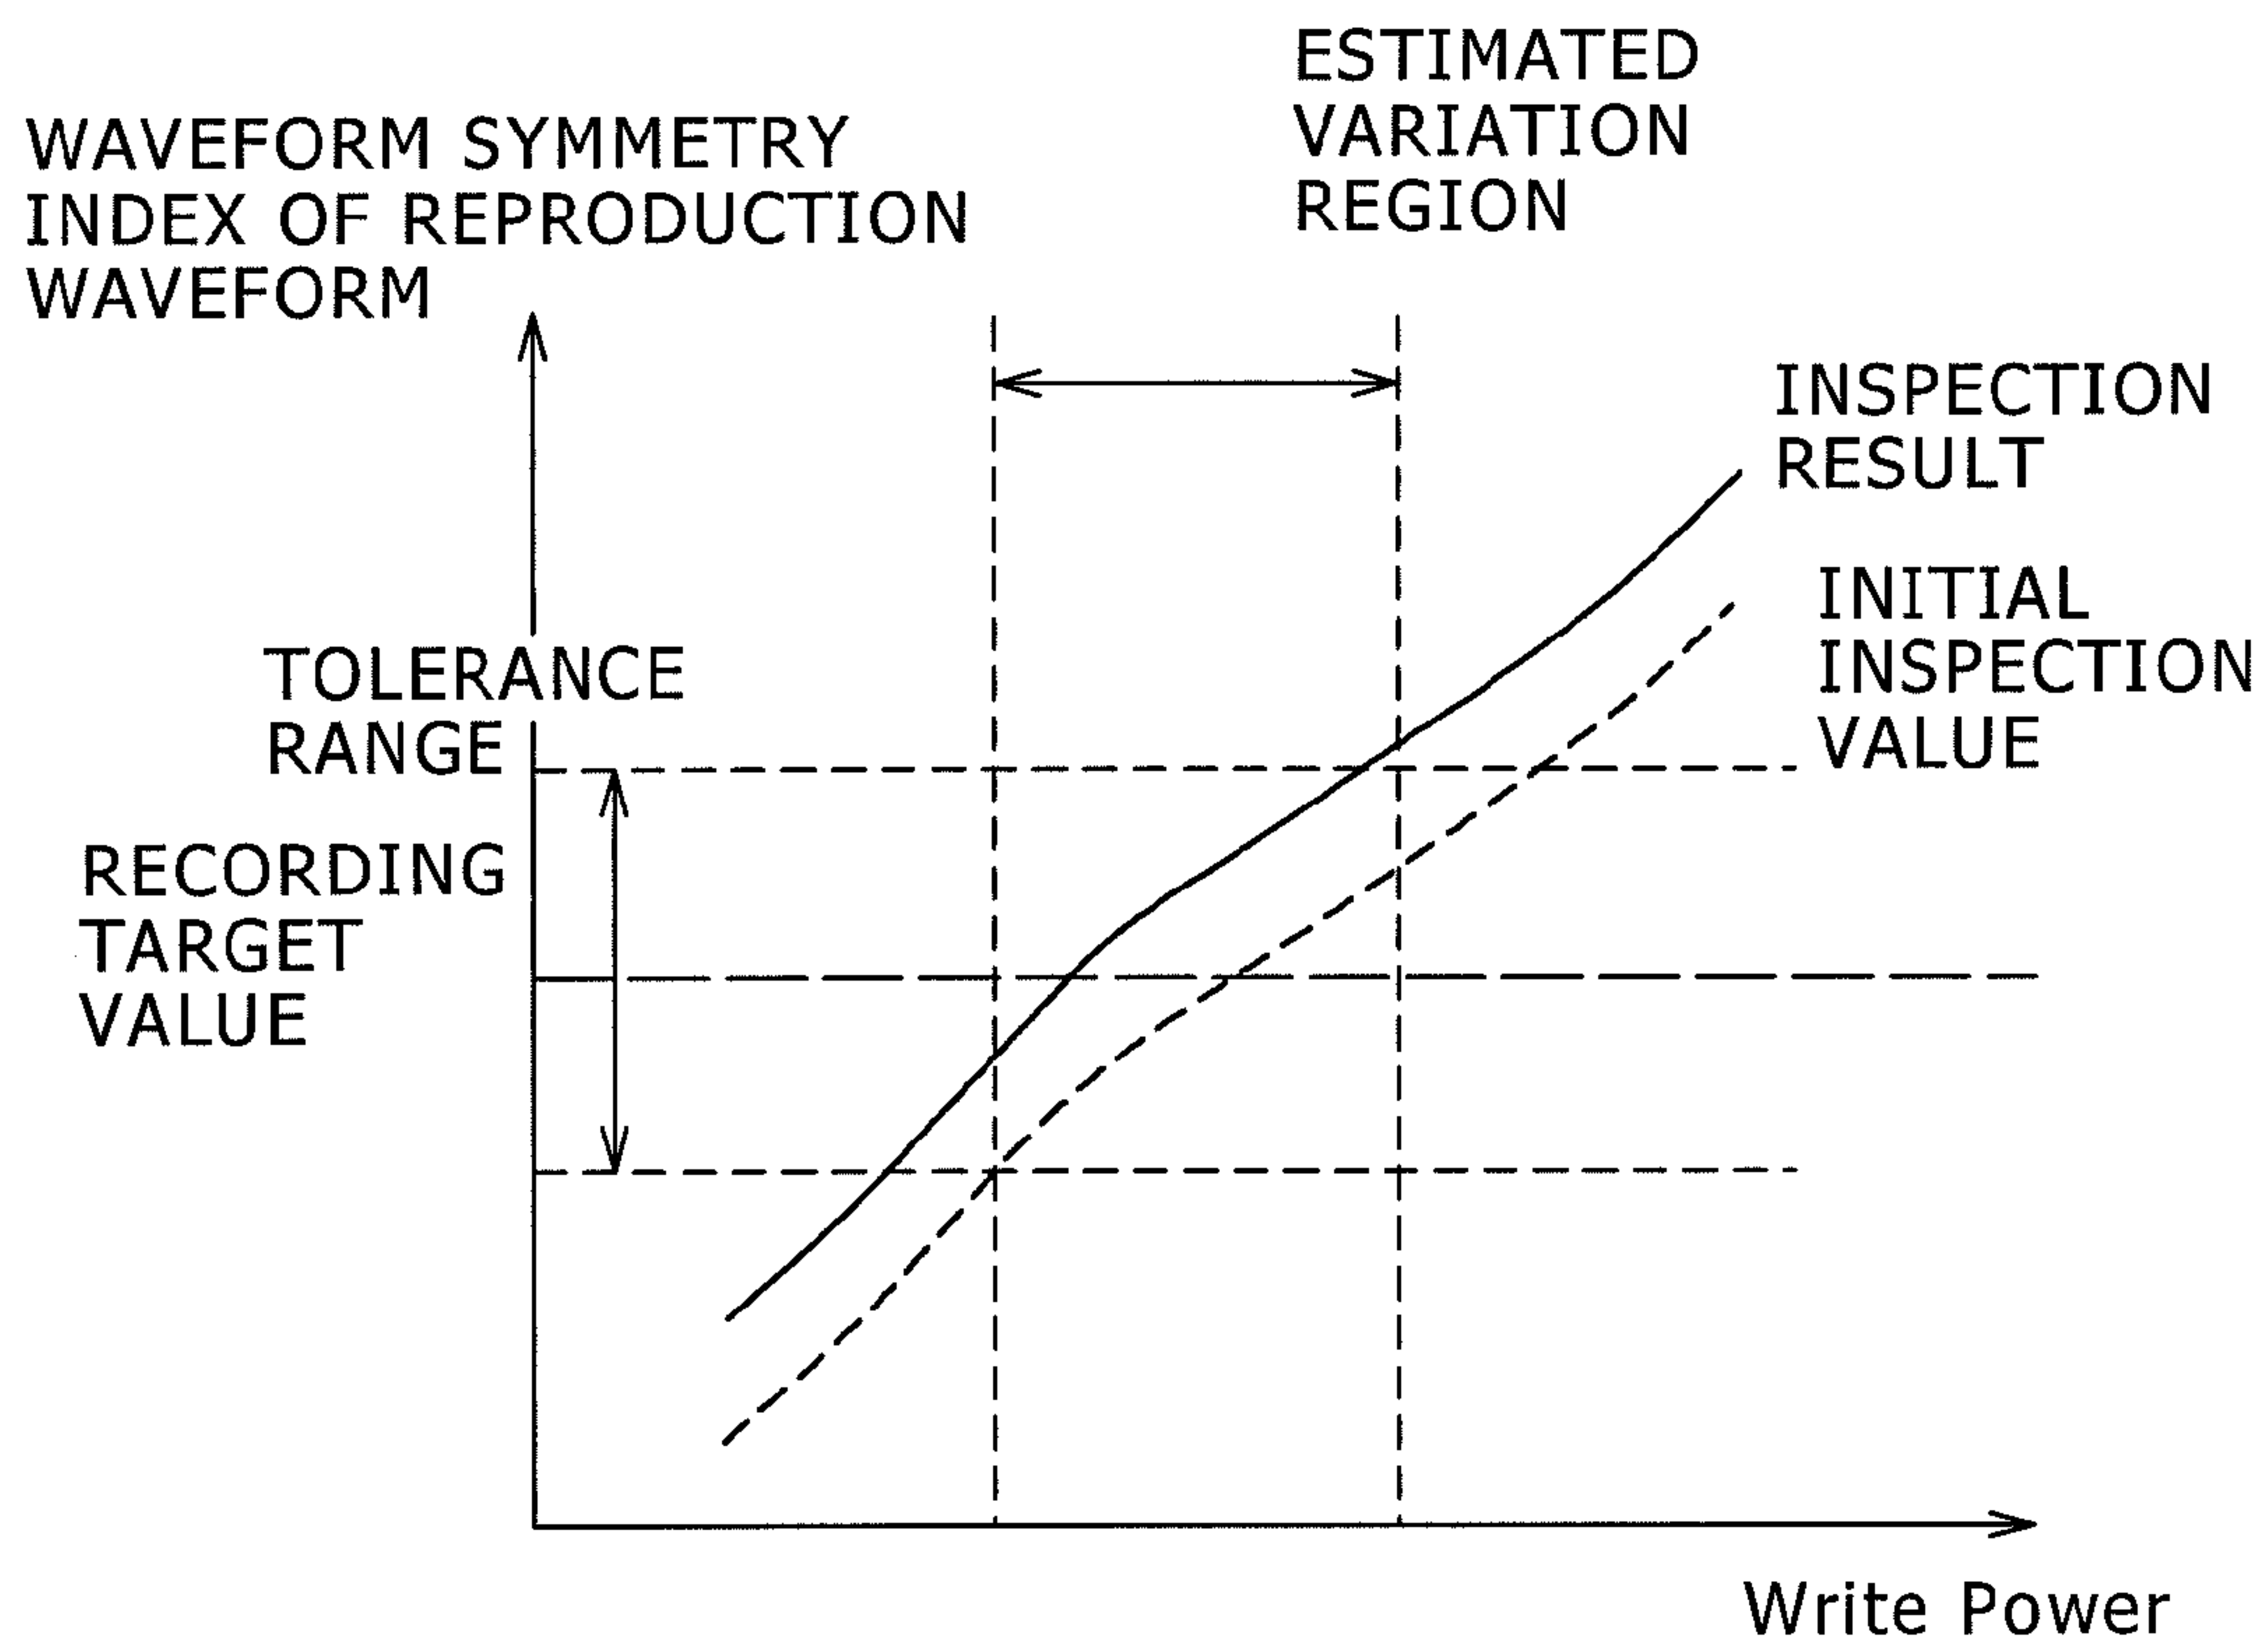 ESTIMATED
VARIATION
REGION
WAVEFORM SYMMETRY
INDEX OF REPRODUCTION
WAVEFORM
INSPECTION
RESULT
INITIAL
INSPECTION
VALUE
TOLERANCE
RANGE
RECORDING
TARGET
VALUE
Write Power